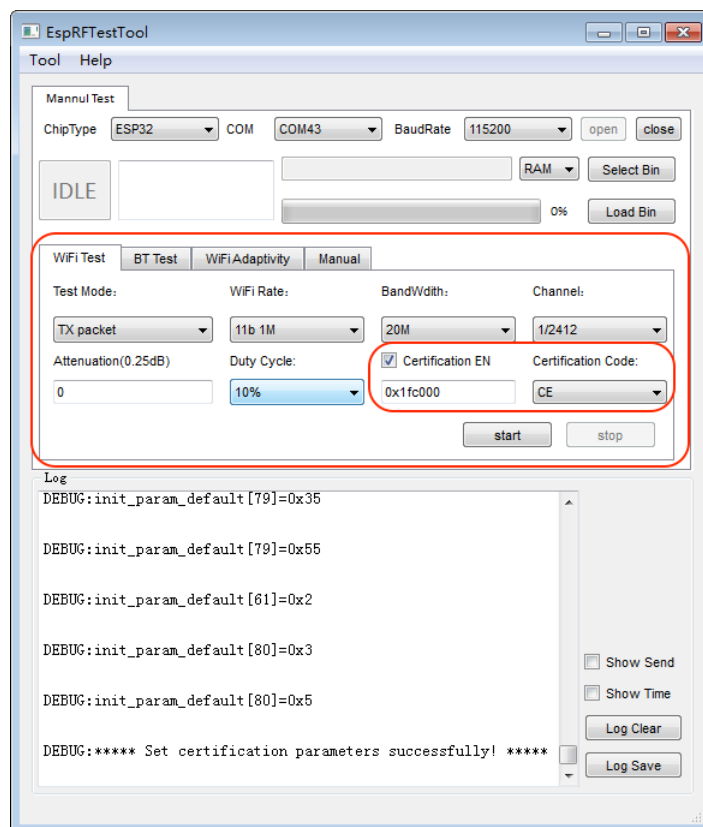 EspRFTestTool
Tool Help
Mannul Test
ChipType ESP32 COM COM43 BaudRate 115200 open close
RAM Select Bin
IDLE
0% Load Bin
WiFi Test BT Test WiFi Adaptivity Manual
Test Mode: WiFi Rate: BandWdith: Channel:
TX packet 11b 1M 20M 1/2412
Attenuation(0.25dB) Duty Cycle: Certification EN Certification Code:
0 10% 0x1fc000 CE
start stop
Log
DEBUG:init_param_default[79]=0x35
DEBUG:init_param_default[79]=0x55
DEBUG:init_param_default[61]=0x2
DEBUG:init_param_default[80]=0x3
DEBUG:init_param_default[80]=0x5
DEBUG:***** Set certification parameters successfully! *****
Show Send
Show Time
Log Clear
Log Save